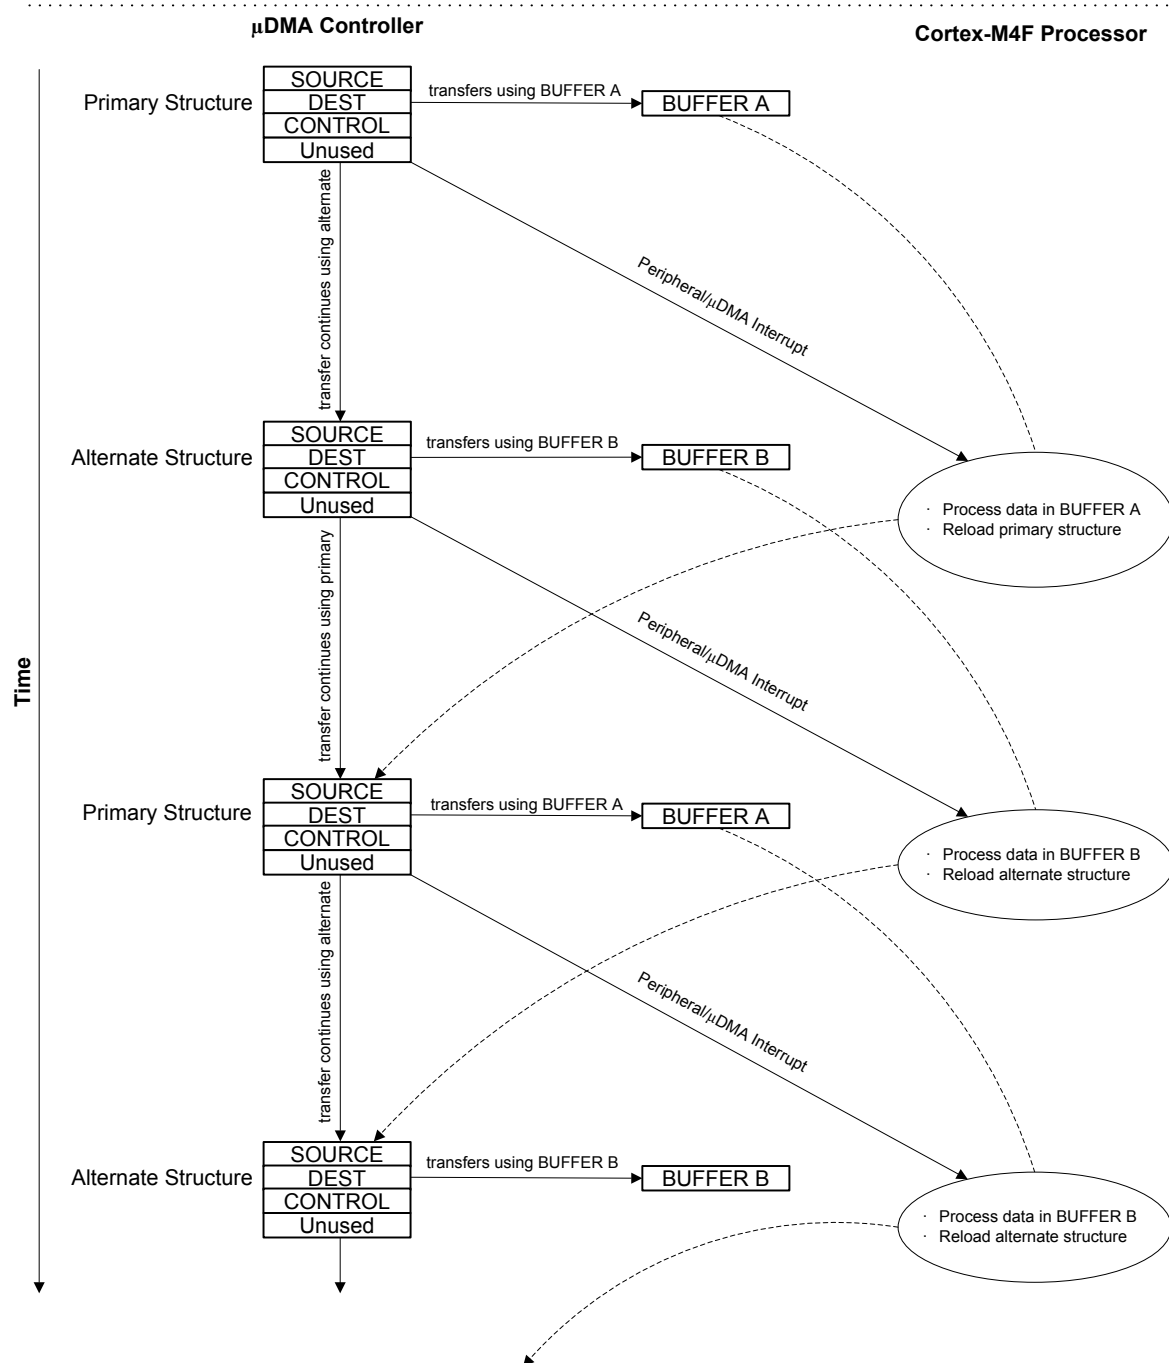 μDMA Controller
Cortex-M4F Processor
SOURCE
Primary Structure
DEST
transfers using BUFFER A
BUFFER A
CONTROL
Unused
transfer continues using alternate
Peripheral/μDMA Interrupt
SOURCE
Alternate Structure
DEST
transfers using BUFFER B
BUFFER B
CONTROL
Unused
· Process data in BUFFER A
· Reload primary structure
transfer continues using primary
Peripheral/μDMA Interrupt
Time
SOURCE
Primary Structure
DEST
transfers using BUFFER A
BUFFER A
CONTROL
Unused
· Process data in BUFFER B
· Reload alternate structure
transfer continues using alternate
Peripheral/μDMA Interrupt
SOURCE
Alternate Structure
DEST
transfers using BUFFER B
BUFFER B
CONTROL
Unused
· Process data in BUFFER B
· Reload alternate structure